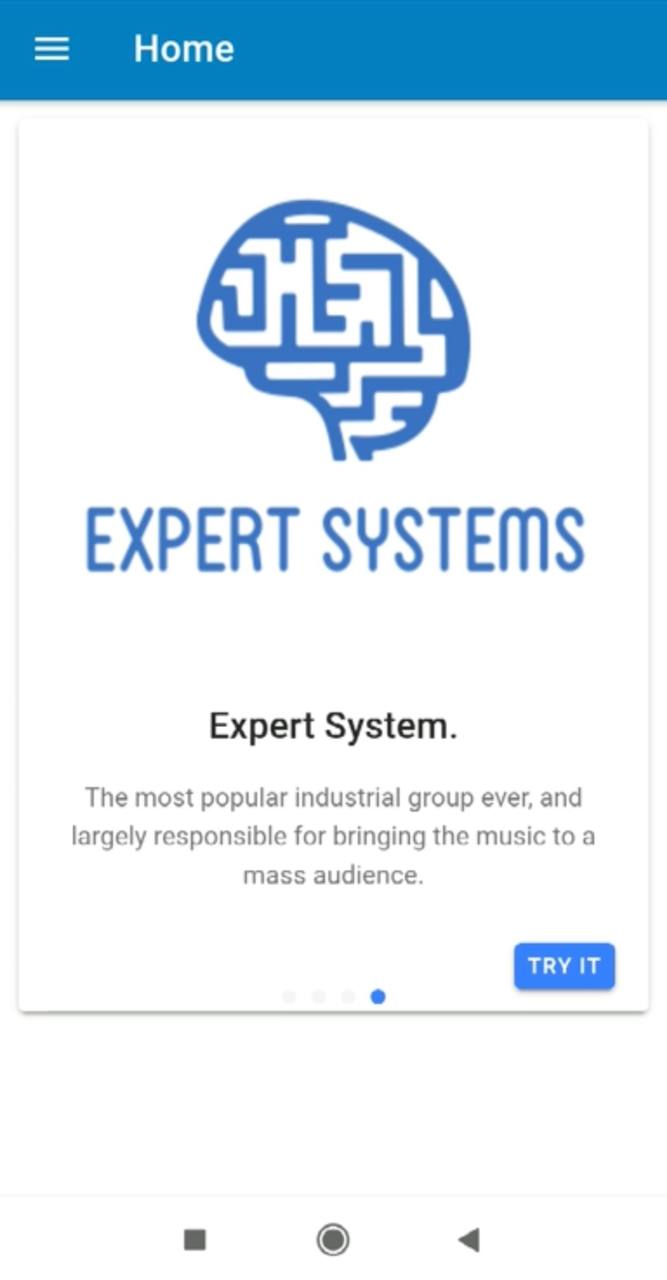 Home
EXPERT SYSTEMS
Expert System.
The most popular industrial group ever, and
largely responsible for bringing the music to a
mass audience.
TRY IT